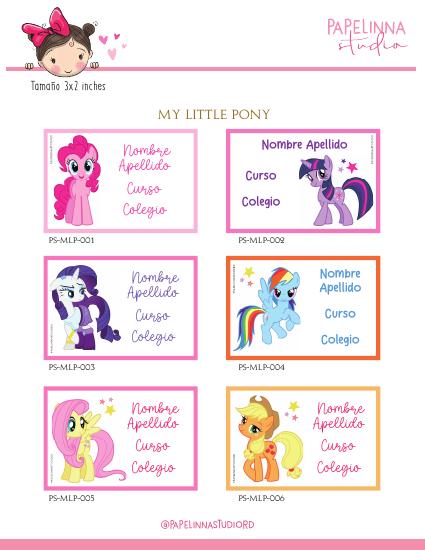 PAPELINNA
studio
Tamaño 3x2 inches
MY LITTLE PONY
Nombre
Apellido
Curso
Colegio
PS-MLP-001
Nombre Apellido
Curso
Colegio
PS-MLP-002
Nombre
Apellido
Curso
Colegio
PS-MLP-003
Nombre
Apellido
Curso
Colegio
PS-MLP-004
Nombre
Apellido
Curso
Colegio
PS-MLP-005
Nombre
Apellido
Curso
Colegio
PS-MLP-006
@PAPELINNASTUDIORD